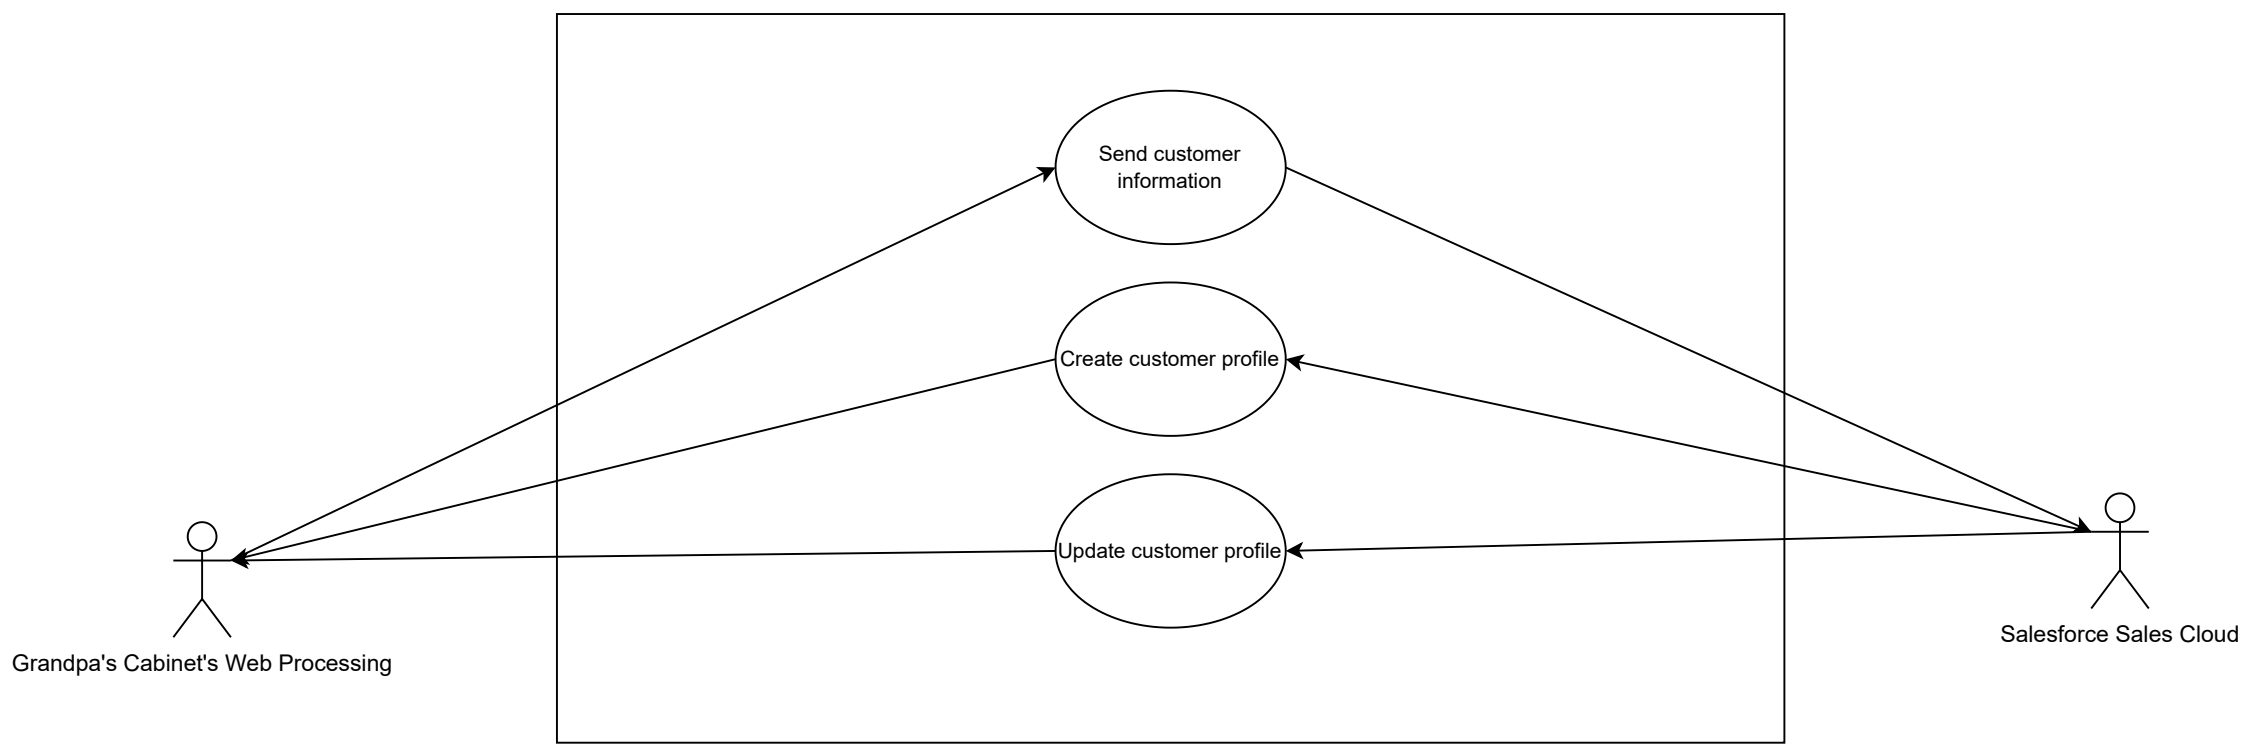 Send customer
information
Create customer profile
Update customer profile
Grandpa's Cabinet's Web Processing
Salesforce Sales Cloud